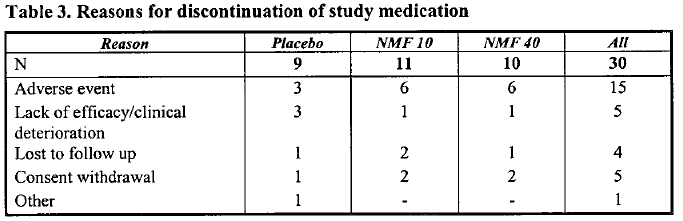 Table 3. Reasons for discontinuation of study medication
Reason Placebo NMF 10 NMF 40 All
N 9 11 10 30
Adverse event 3 6 6 15
Lack of efficacy/clinical 3 1 1 5
deterioration
Lost to follow up 1 2 1 4
Consent withdrawal 1 2 2 5
Other 1 - - 1